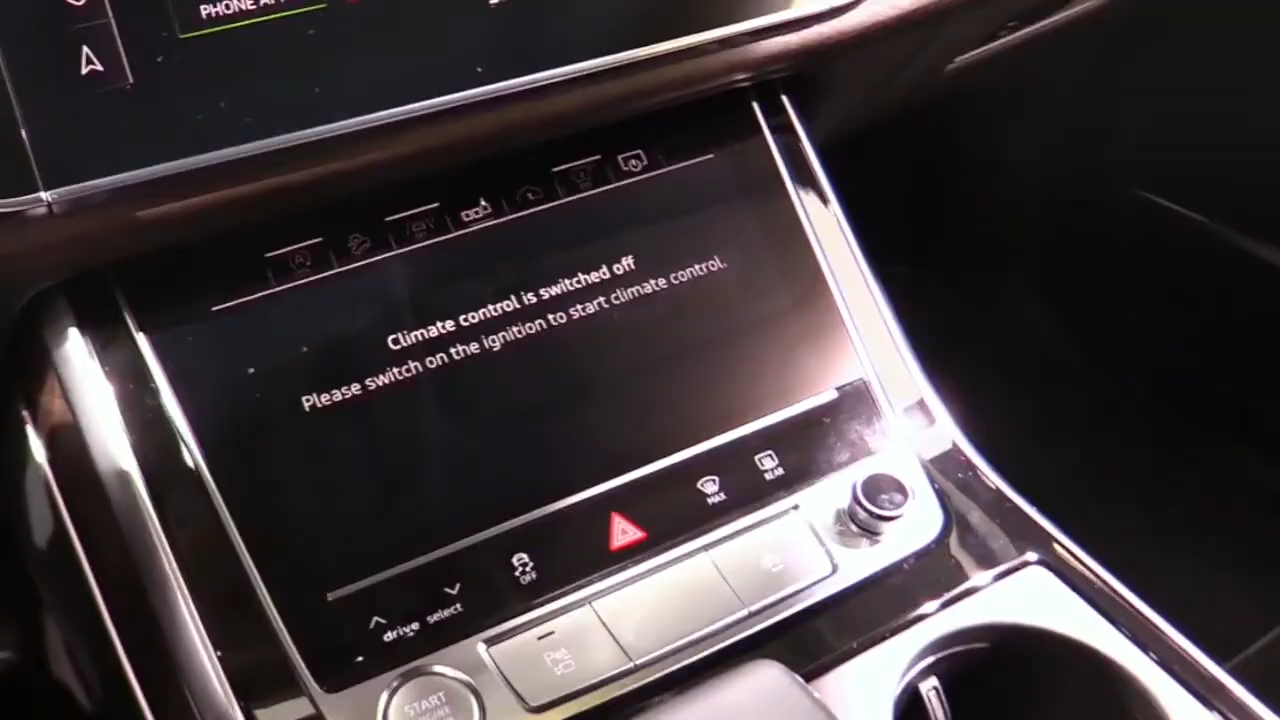 PHONE
Climate control is switched off
Please switch on the ignition to start climate control.
MAX
REAR
OFF
drive select
START